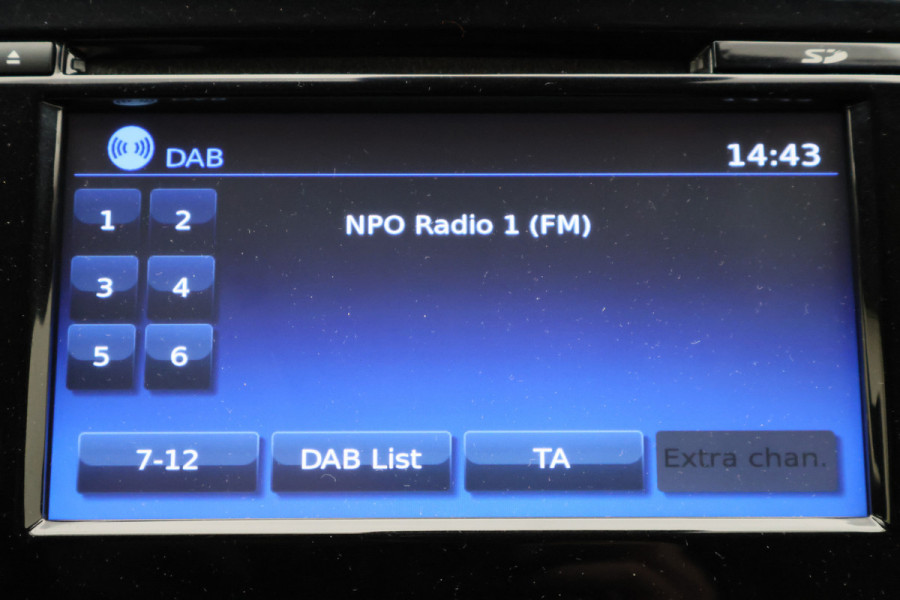 SD
DAB
14:43
1 2
NPO Radio 1 (FM)
3 4
5 6
7-12 DAB List TA Extra chan.